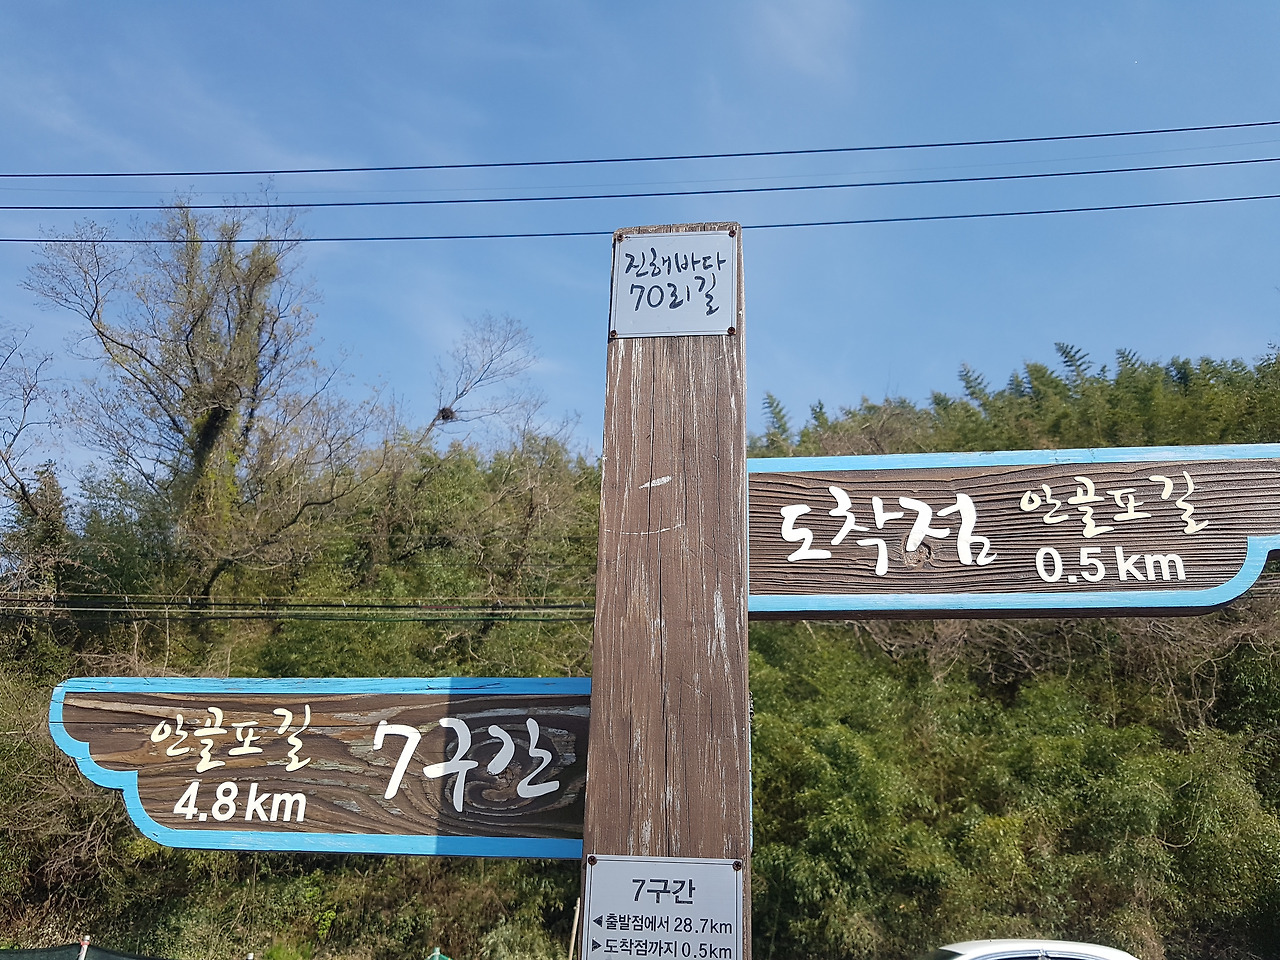 진해바다
70리길
도착점 안골포길
0.5 km
안골포길 7구간
4.8 km
7구간
◀출발점에서 28.7km
▶도착점까지 0.5km